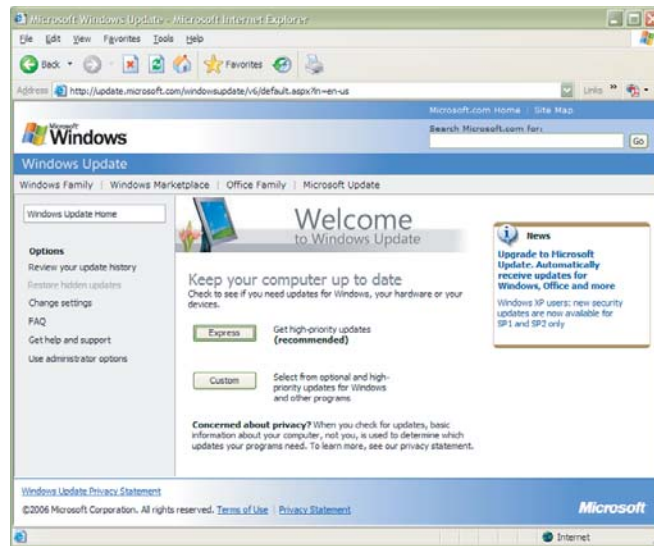 Microsoft Windows Update - Microsoft Internet Explorer
File Edit View Favorites Tools Help
Back Favorites
Address http://update.microsoft.com/windowsupdate/v6/default.aspx?ln=en-us Links »
Microsoft.com Home | Site Map
Microsoft Windows
Search Microsoft.com for:
Go
Windows Update
Windows Family | Windows Marketplace | Office Family | Microsoft Update
Windows Update Home
Options
Review your update history
Restore hidden updates
Change settings
FAQ
Get help and support
Use administrator options
Welcome
to Windows Update
Keep your computer up to date
Check to see if you need updates for Windows, your hardware or your
devices.
Express Get high-priority updates
(recommended)
Custom Select from optional and high-
priority updates for Windows
and other programs
Concerned about privacy? When you check for updates, basic
information about your computer, not you, is used to determine which
updates your programs need. To learn more, see our privacy statement.
News
Upgrade to Microsoft
Update. Automatically
receive updates for
Windows, Office and more
Windows XP users: new security
updates are now available for
SP1 and SP2 only
Windows Update Privacy Statement
©2006 Microsoft Corporation. All rights reserved. Terms of Use | Privacy Statement
Microsoft
Internet